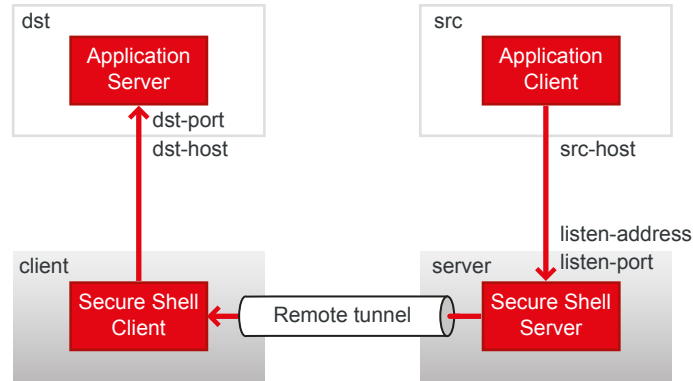 dst
Application
Server
dst-port
dst-host
src
Application
Client
src-host
listen-address
listen-port
client
Secure Shell
Client
Remote tunnel
server
Secure Shell
Server